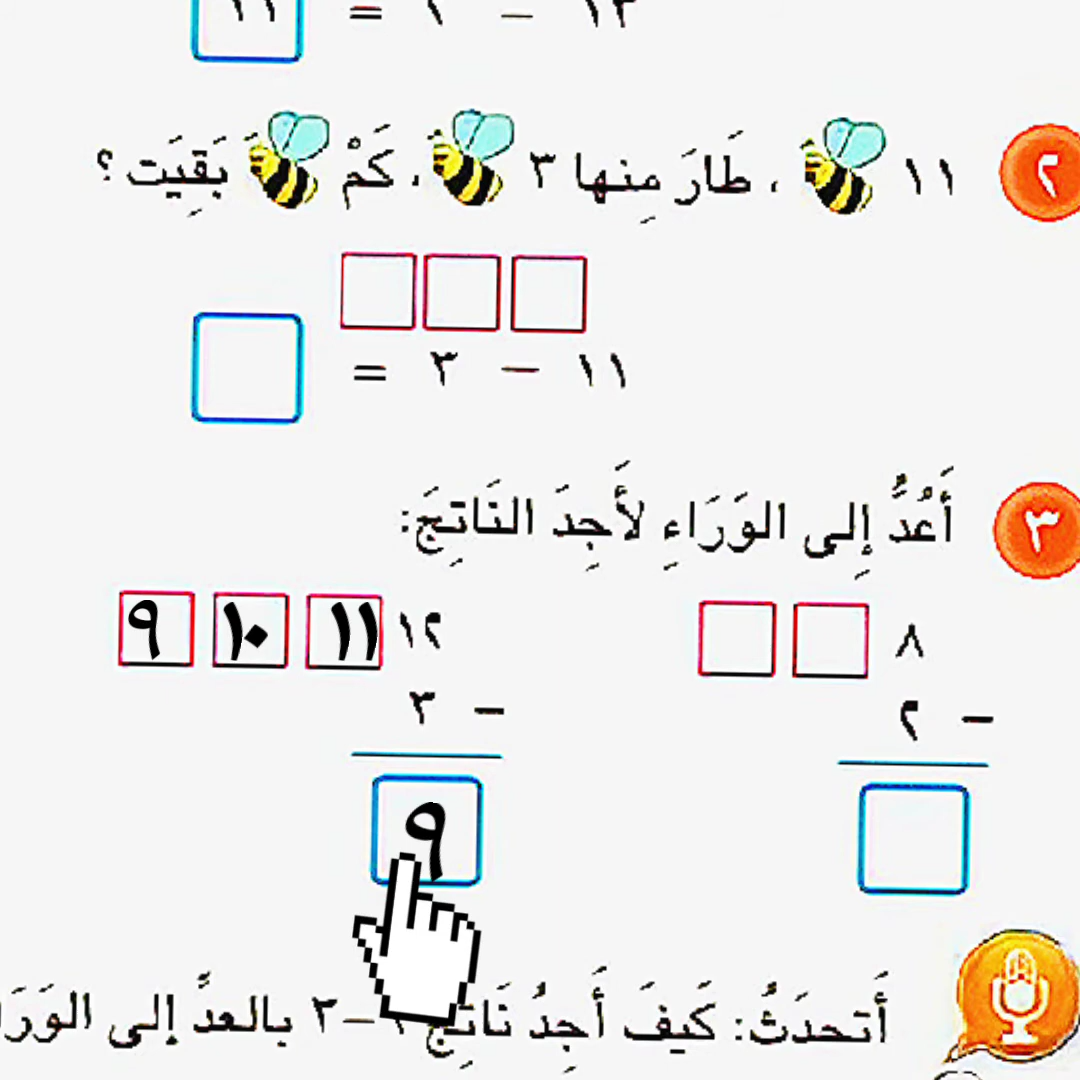 ١٢ − ١ = ١١
٢ ١١ ، طَارَ مِنها ٣ ، كَمْ بَقِيَت ؟
١١ − ٣ =
٣ أَعُدُّ إِلى الوَرَاءِ لأَجِدَ النَاتِجَ:
٨
− ٢
١٢ ١١ ١٠ ٩
− ٣
٩
أَتحدَثُ: كَيفَ أَجِدُ نَاتِجَ −٣ بالعدِّ إلى